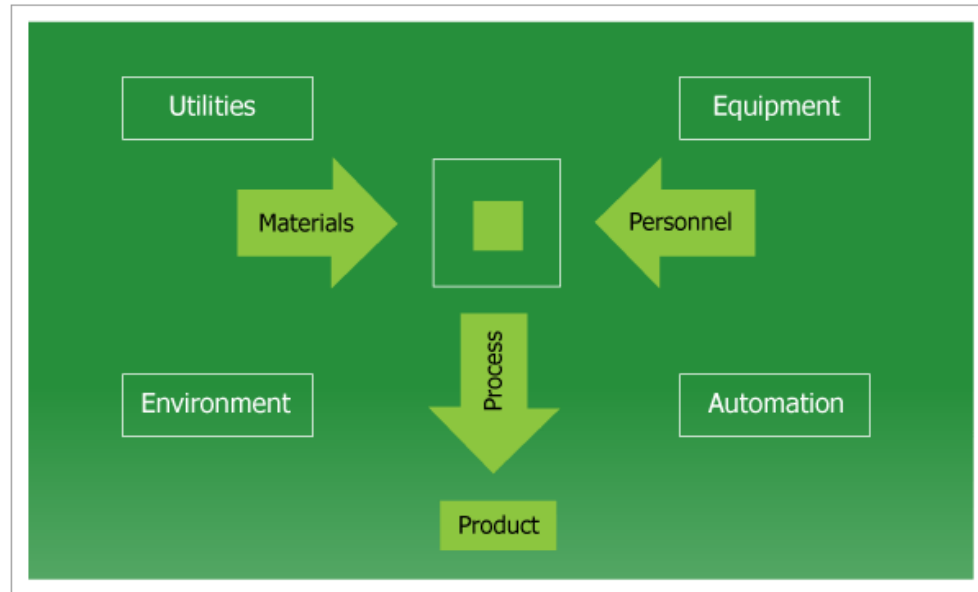 Utilities
Equipment
Materials
Personnel
Process
Environment
Automation
Product